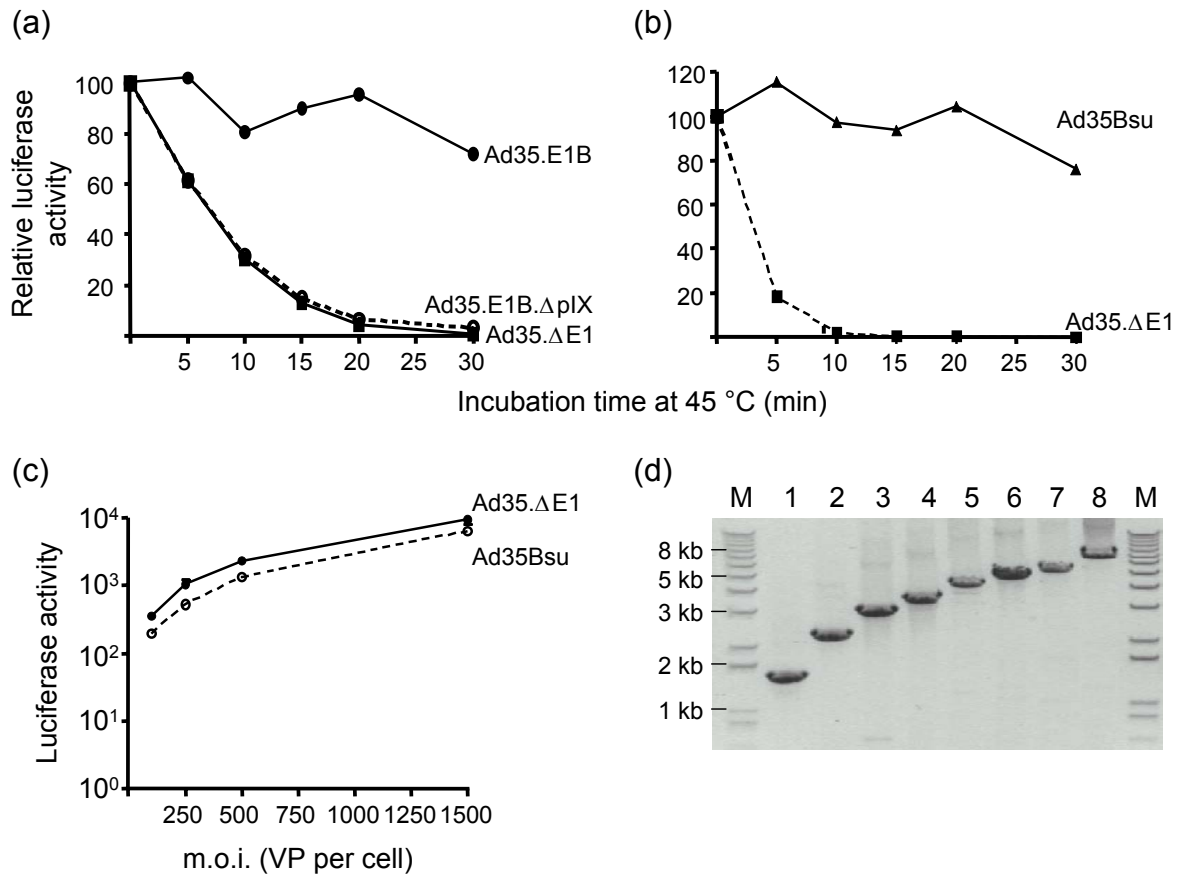 (a)
Relative luciferase
activity
100
80
60
40
20
5 10 15 20 25 30
Ad35.E1B
Ad35.E1B.ΔpIX
Ad35.ΔE1
(b)
120
100
80
60
40
20
5 10 15 20 25 30
Ad35Bsu
Ad35.ΔE1
Incubation time at 45 °C (min)
(c)
Luciferase activity
10⁴
10³
10²
10¹
10⁰
250 500 750 1000 1250 1500
m.o.i. (VP per cell)
Ad35.ΔE1
Ad35Bsu
(d)
M 1 2 3 4 5 6 7 8 M
8 kb
5 kb
3 kb
2 kb
1 kb